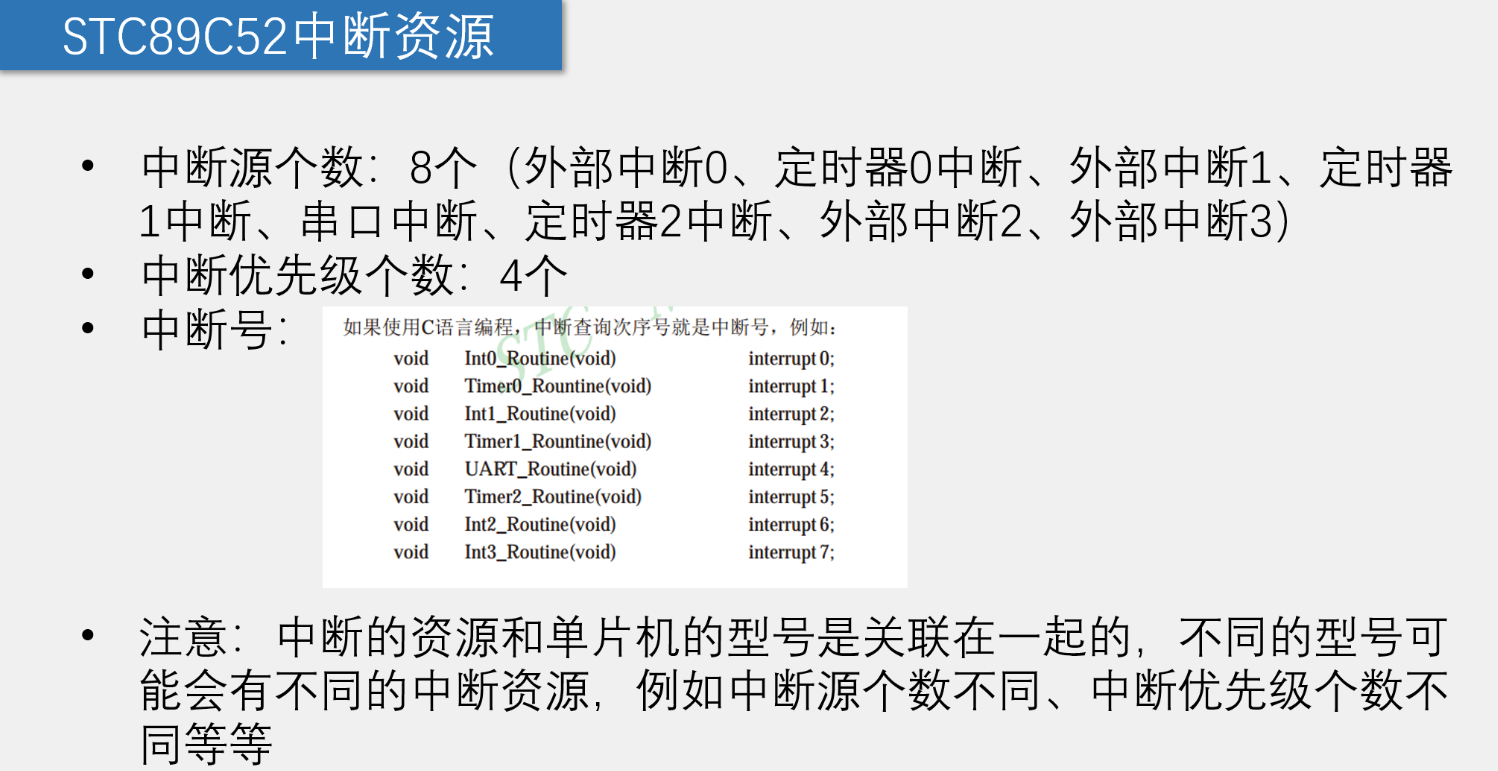 STC89C52中断资源
• 中断源个数：8个（外部中断0、定时器0中断、外部中断1、定时器
1中断、串口中断、定时器2中断、外部中断2、外部中断3）
• 中断优先级个数：4个
• 中断号：
如果使用C语言编程，中断查询次序号就是中断号，例如：
void Int0_Routine(void) interrupt 0;
void Timer0_Rountine(void) interrupt 1;
void Int1_Routine(void) interrupt 2;
void Timer1_Rountine(void) interrupt 3;
void UART_Routine(void) interrupt 4;
void Timer2_Routine(void) interrupt 5;
void Int2_Routine(void) interrupt 6;
void Int3_Routine(void) interrupt 7;
STC
• 注意：中断的资源和单片机的型号是关联在一起的，不同的型号可
能会有不同的中断资源，例如中断源个数不同、中断优先级个数不
同等等